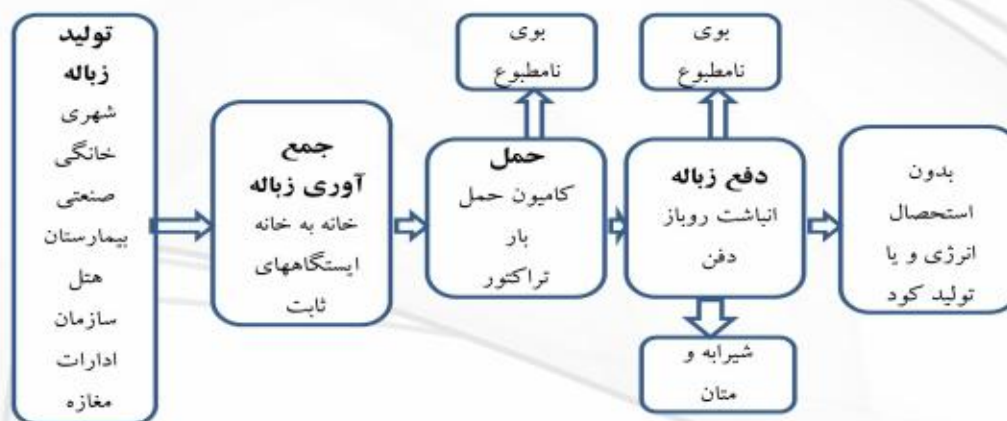 تولید
زباله
شهری
خانگی
صنعتی
بیمارستان
هتل
سازمان
ادارات
مغازه
جمع
آوری زباله
خانه به خانه
ایستگاههای
ثابت
بوی
نامطبوع
حمل
کامیون حمل
بار
تراکتور
بوی
نامطبوع
دفع زباله
انباشت روباز
دفن
شیرابه و
متان
بدون
استحصال
انرژی و یا
تولید کود